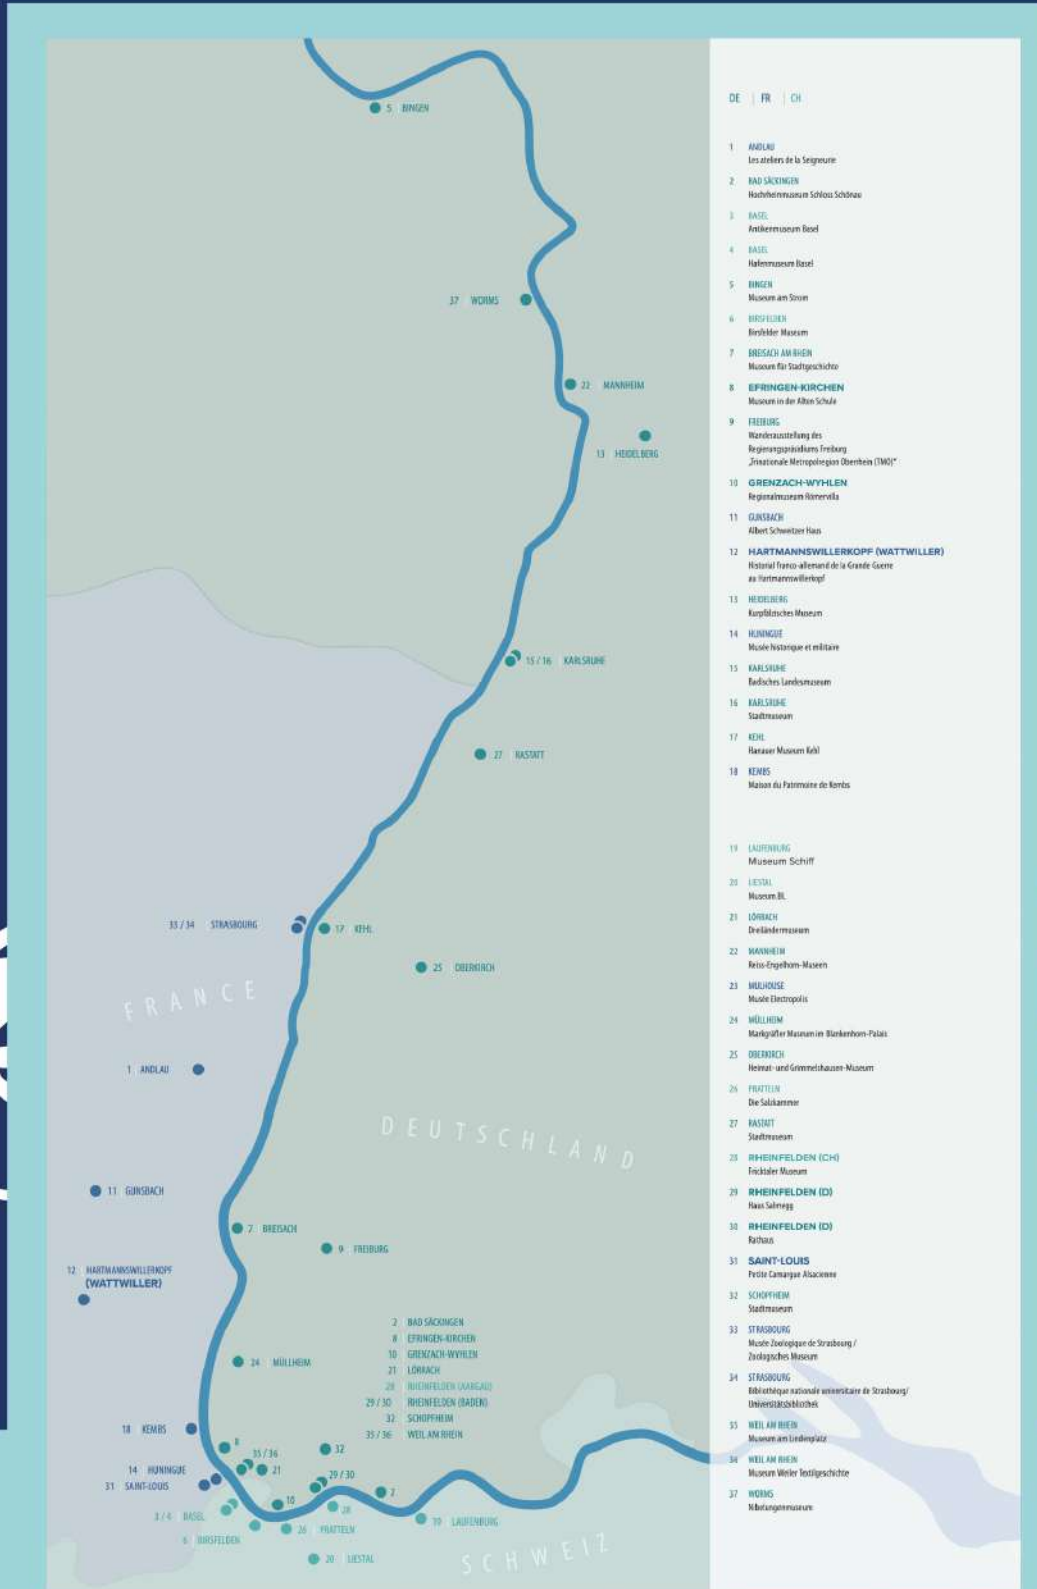 5 | BINGEN
37 | WORMS
22 | MANNHEIM
13 | HEIDELBERG
15 / 16 | KARLSRUHE
27 | RASTATT
33 / 34 | STRASBOURG
17 | KEHL
25 | OBERKIRCH
FRANCE
1 | ANDLAU
DEUTSCHLAND
11 | GUNSBACH
7 | BREISACH
9 | FREIBURG
12 | HARTMANNSWILLERKOPF
(WATTWILLER)
2 | BAD SÄCKINGEN
8 | EFRINGEN-KIRCHEN
10 | GRENZACH-WYHLEN
21 | LÖRRACH
28 | RHEINFELDEN (AARGAU)
29 / 30 | RHEINFELDEN (BADEN)
32 | SCHOPFHEIM
35 / 36 | WEIL AM RHEIN
24 | MÜLLHEIM
18 | KEMBS
8
35 / 36
32
14 | HUNINGUE
21
29 / 30
31 | SAINT-LOUIS
2
10
28
3 / 4 | BASEL
26 | PRATTELN
19 | LAUFENBURG
6 | BIRSFELDEN
20 | LIESTAL
SCHWEIZ
DE | FR | CH
1 ANDLAU
Les ateliers de la Seigneurie
2 BAD SÄCKINGEN
Hochrheinmuseum Schloss Schönau
3 BASEL
Antikenmuseum Basel
4 BASEL
Hafenmuseum Basel
5 BINGEN
Museum am Strom
6 BIRSFELDEN
Birsfelder Museum
7 BREISACH AM RHEIN
Museum für Stadtgeschichte
8 EFRINGEN-KIRCHEN
Museum in der Alten Schule
9 FREIBURG
Wanderausstellung des
Regierungspräsidiums Freiburg
„Trinationale Metropolregion Oberrhein (TMO)“
10 GRENZACH-WYHLEN
Regionalmuseum Römervilla
11 GUNSBACH
Albert Schweitzer Haus
12 HARTMANNSWILLERKOPF (WATTWILLER)
Historial franco-allemand de la Grande Guerre
au Hartmannswillerkopf
13 HEIDELBERG
Kurpfälzisches Museum
14 HUNINGUE
Musée historique et militaire
15 KARLSRUHE
Badisches Landesmuseum
16 KARLSRUHE
Stadtmuseum
17 KEHL
Hanauer Museum Kehl
18 KEMBS
Maison du Patrimoine de Kembs
19 LAUFENBURG
Museum Schiff
20 LIESTAL
Museum.BL
21 LÖRRACH
Dreiländermuseum
22 MANNHEIM
Reiss-Engelhorn-Museen
23 MULHOUSE
Musée Electropolis
24 MÜLLHEIM
Markgräfler Museum im Blankenhorn-Palais
25 OBERKIRCH
Heimat- und Grimmelshausen-Museum
26 PRATTELN
Die Salzkammer
27 RASTATT
Stadtmuseum
28 RHEINFELDEN (CH)
Fricktaler Museum
29 RHEINFELDEN (D)
Haus Salmegg
30 RHEINFELDEN (D)
Rathaus
31 SAINT-LOUIS
Petite Camargue Alsacienne
32 SCHOPFHEIM
Stadtmuseum
33 STRASBOURG
Musée Zoologique de Strasbourg /
Zoologisches Museum
34 STRASBOURG
Bibliothèque nationale universitaire de Strasbourg/
Universitätsbibliothek
35 WEIL AM RHEIN
Museum am Lindenplatz
36 WEIL AM RHEIN
Museum Weiler Textilgeschichte
37 WORMS
Nibelungenmuseum